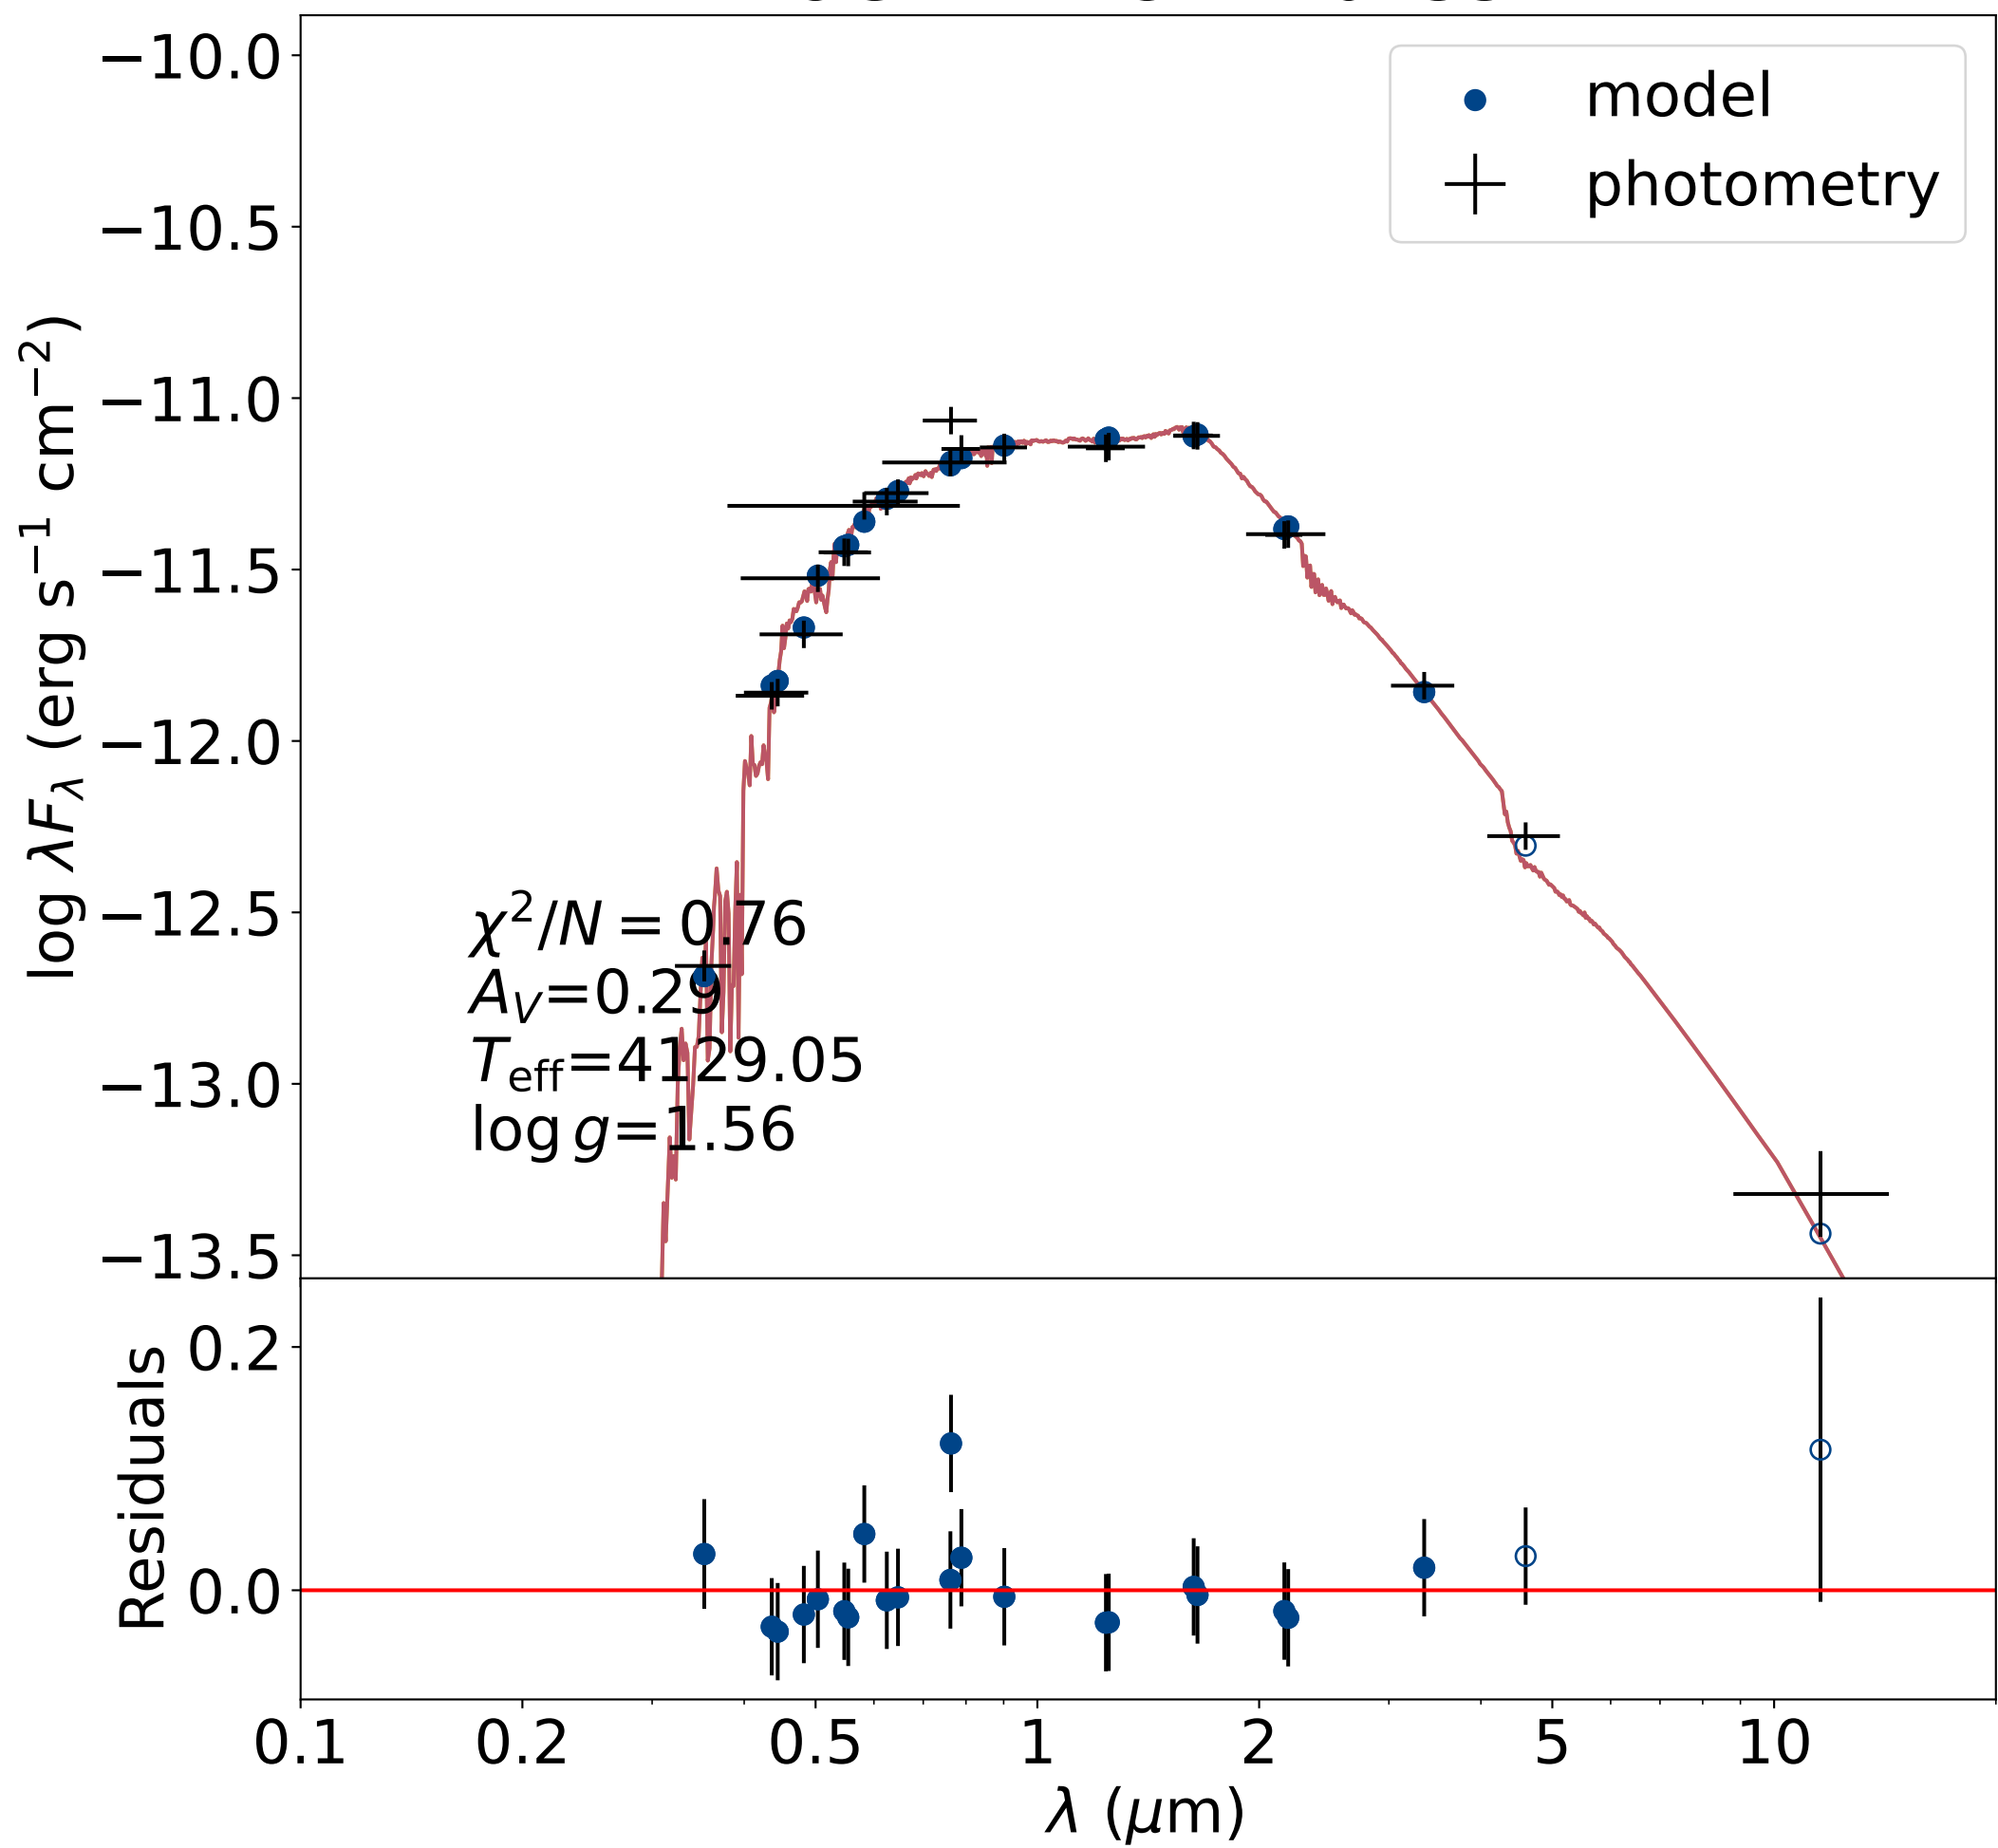 −10.0
−10.5
−11.0
−11.5
−12.0
−12.5
−13.0
−13.5
log λF_λ (erg s⁻¹ cm⁻²)
model
photometry
χ²/N = 0.76
A_V=0.29
T_eff=4129.05
log g=1.56
0.2
0.0
Residuals
0.1 0.2 0.5 1 2 5 10
λ (μm)